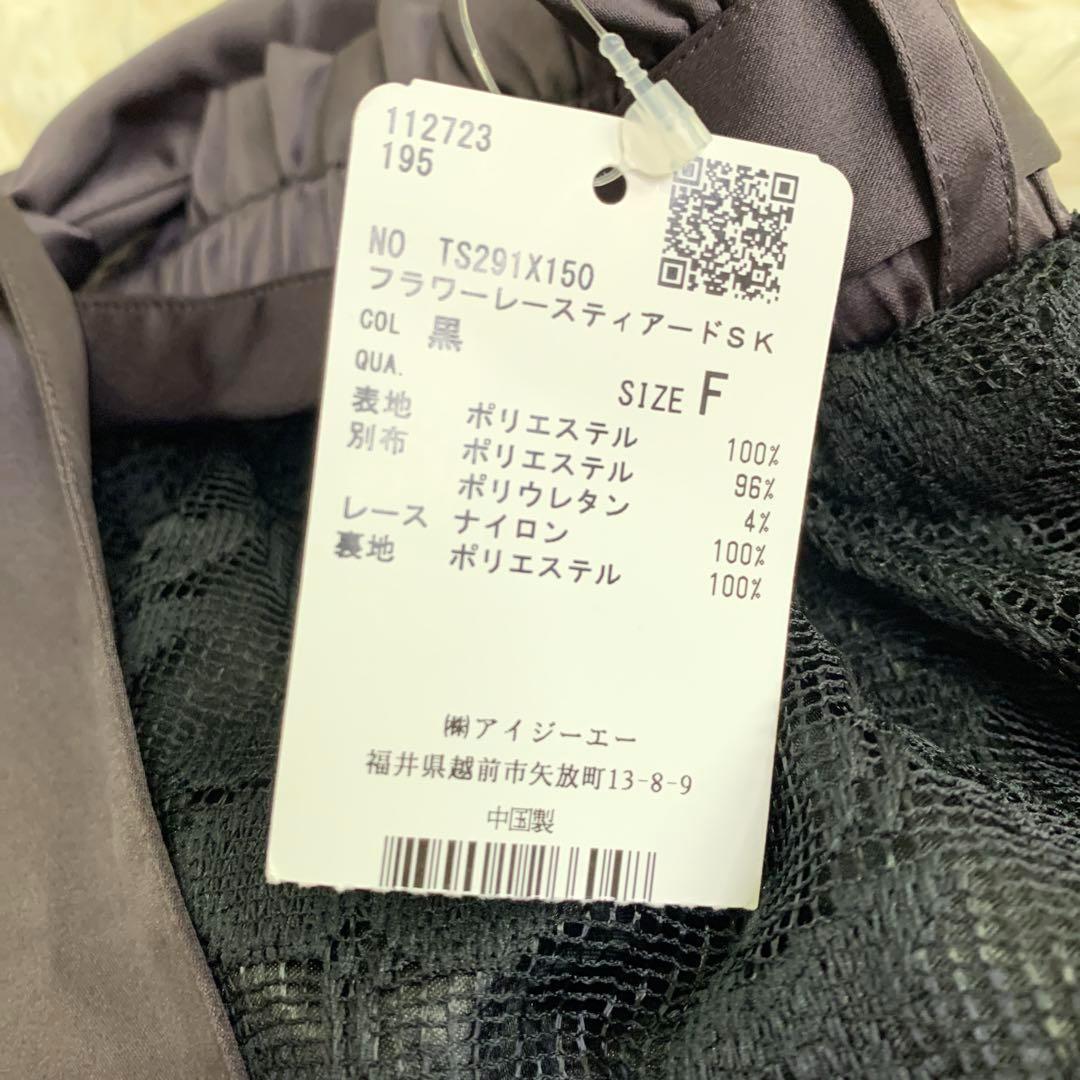 112723
195
NO TS291X150
フラワーレースティアードSK
COL 黒
SIZE F
QUA.
表地 ポリエステル 100%
別布 ポリエステル 96%
ポリウレタン 4%
レース ナイロン 100%
裏地 ポリエステル 100%
㈱アイジーエー
福井県越前市矢放町13-8-9
中国製